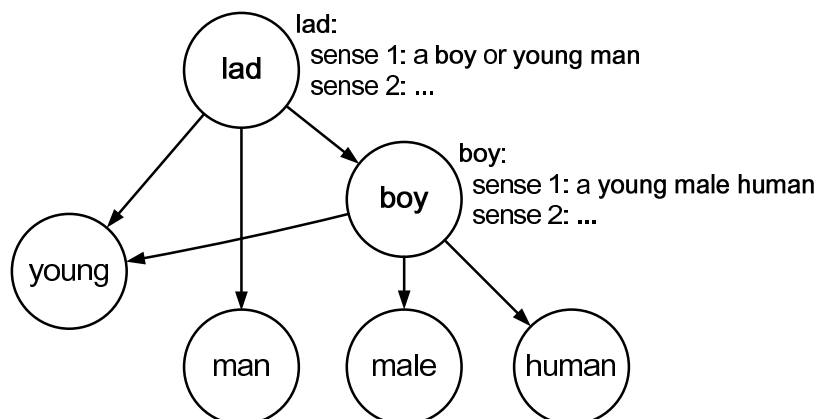 lad
lad:
sense 1: a boy or young man
sense 2: ...
boy
boy:
sense 1: a young male human
sense 2: ...
young
man
male
human